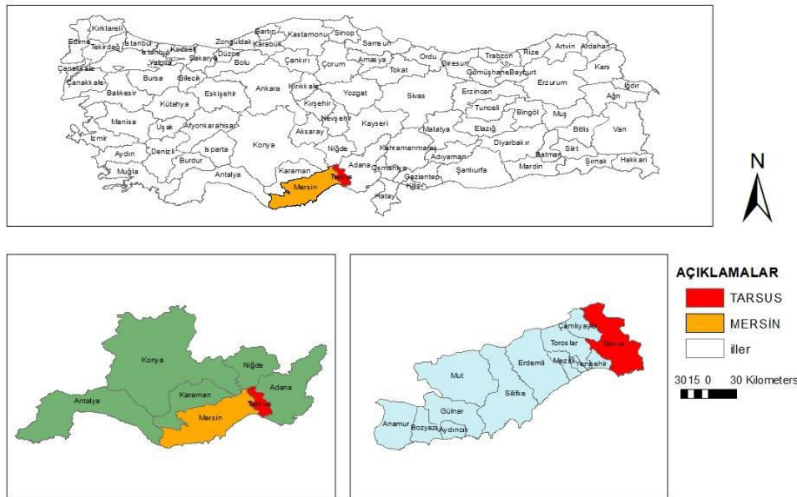 Kırklareli
Edirne
Tekirdağ
İstanbul
İstanbul
Kocaeli
Yalova
Sakarya
Düzce
Zonguldak
Bartın
Karabük
Kastamonu
Sinop
Samsun
Ordu
Giresun
Trabzon
Rize
Artvin
Ardahan
Kars
Iğdır
Ağrı
Çanakkale
Çanakkale
Balıkesir
Bursa
Bilecik
Bolu
Çankırı
Çorum
Amasya
Tokat
Gümüşhane
Bayburt
Erzurum
Erzincen
Kütahya
Eskişehir
Ankara
Kırıkkale
Yozgat
Sivas
Tunceli
Bingöl
Muş
Manisa
Uşak
Afyonkarahisar
Kırşehir
Nevşehir
Kayseri
Malatya
Elazığ
Bitlis
Van
İzmir
Aydın
Denizli
Isparta
Konya
Aksaray
Niğde
Kahramanmaraş
Adıyaman
Diyarbakır
Batman
Siirt
Muğla
Burdur
Antalya
Karaman
Mersin
Tarsus
Adana
Osmaniye
Gaziantep
Kilis
Hatay
Şanlıurfa
Mardin
Şırnak
Hakkari
N
Konya
Niğde
Adana
Antalya
Karaman
Mersin
Tarsus
Çamlıyayla
Toroslar
Tarsus
Erdemli
Mezitli
Yenişehir
Mut
Silifke
Gülnar
Anamur
Bozyazı
Aydıncık
AÇIKLAMALAR
TARSUS
MERSİN
iller
3015 0 30 Kilometers